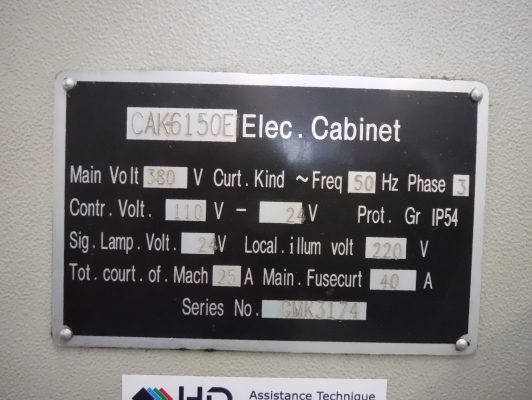 CAK6150E Elec. Cabinet
Main Volt 380 V Curt. Kind ~ Freq 50 Hz Phase 3
Contr. Volt. 110 V - 24 V Prot. Gr IP54
Sig. Lamp. Volt. 24 V Local. illum volt 220 V
Tot. court. of. Mach 25 A Main. Fusecurt 40 A
Series No. GMK3174
HD Assistance Technique